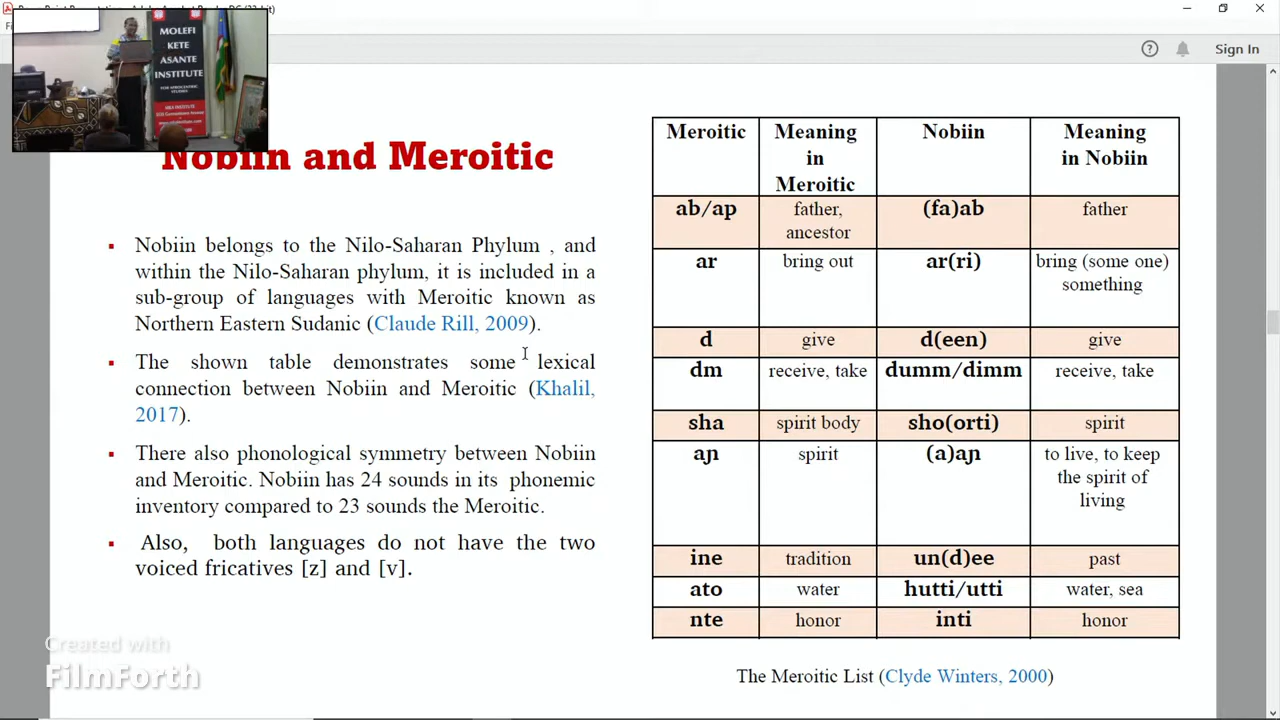 MOLEFI
KETE
ASANTE
INSTITUTE
FOR AFROCENTRIC
STUDIES
Sign In
Nobiin and Meroitic
▪ Nobiin belongs to the Nilo-Saharan Phylum , and
within the Nilo-Saharan phylum, it is included in a
sub-group of languages with Meroitic known as
Northern Eastern Sudanic (Claude Rill, 2009).
▪ The shown table demonstrates some lexical
connection between Nobiin and Meroitic (Khalil,
2017).
▪ There also phonological symmetry between Nobiin
and Meroitic. Nobiin has 24 sounds in its phonemic
inventory compared to 23 sounds the Meroitic.
▪ Also, both languages do not have the two
voiced fricatives [z] and [v].
Meroitic Meaning in Meroitic Nobiin Meaning in Nobiin
ab/ap father, ancestor (fa)ab father
ar bring out ar(ri) bring (some one) something
d give d(een) give
dm receive, take dumm/dimm receive, take
sha spirit body sho(orti) spirit
aɲ spirit (a)aɲ to live, to keep the spirit of living
ine tradition un(d)ee past
ato water hutti/utti water, sea
nte honor inti honor
The Meroitic List (Clyde Winters, 2000)
Created with
FilmForth